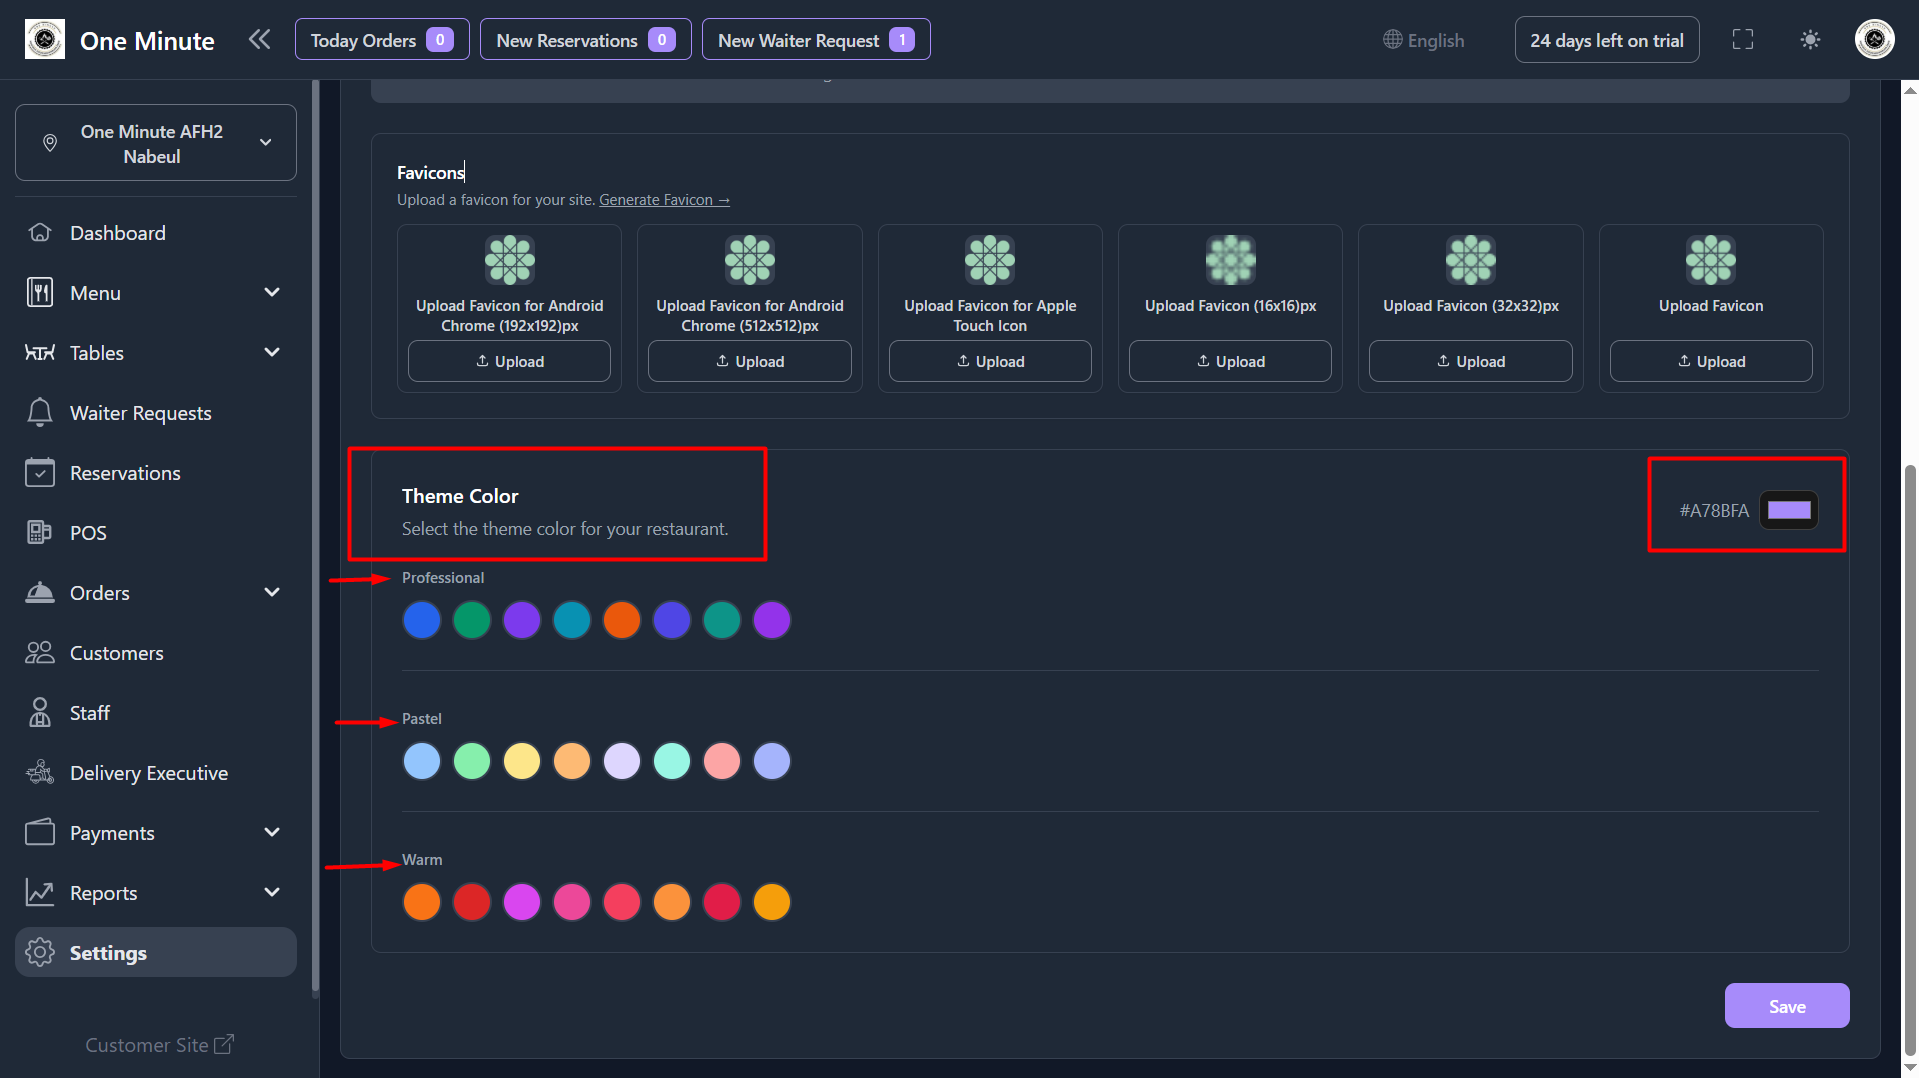 One Minute
Today Orders 0
New Reservations 0
New Waiter Request 1
English
24 days left on trial
One Minute AFH2
Nabeul
Dashboard
Menu
Tables
Waiter Requests
Reservations
POS
Orders
Customers
Staff
Delivery Executive
Payments
Reports
Settings
Customer Site
Favicons
Upload a favicon for your site. Generate Favicon →
Upload Favicon for Android
Chrome (192x192)px
Upload
Upload Favicon for Android
Chrome (512x512)px
Upload
Upload Favicon for Apple
Touch Icon
Upload
Upload Favicon (16x16)px
Upload
Upload Favicon (32x32)px
Upload
Upload Favicon
Upload
Theme Color
Select the theme color for your restaurant.
#A78BFA
Professional
Pastel
Warm
Save